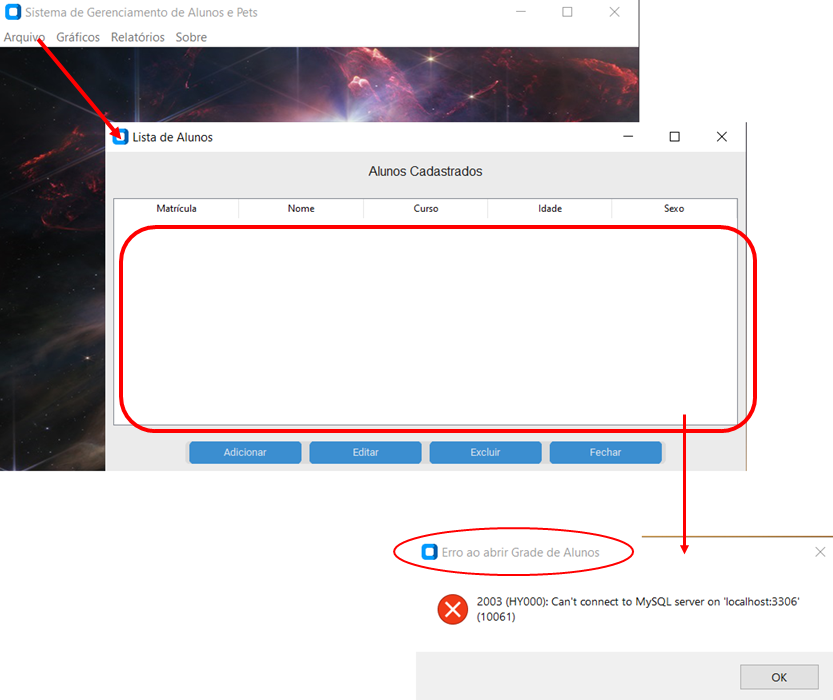 Sistema de Gerenciamento de Alunos e Pets
Arquivo Gráficos Relatórios Sobre
Lista de Alunos
Alunos Cadastrados
Matrícula Nome Curso Idade Sexo
Adicionar Editar Excluir Fechar
Erro ao abrir Grade de Alunos
2003 (HY000): Can't connect to MySQL server on 'localhost:3306'
(10061)
OK